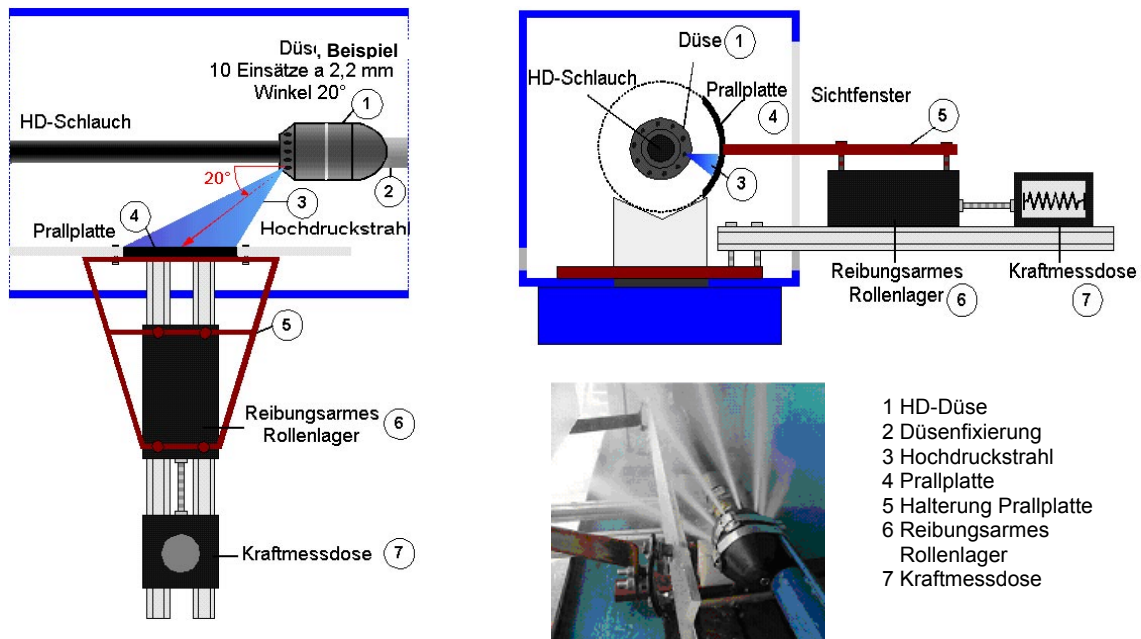 Düs, Beispiel
10 Einsätze a 2,2 mm
Winkel 20°
1
HD-Schlauch
2
20°
3
4
Prallplatte
Hochdruckstrahl
5
Reibungsarmes
Rollenlager
6
Kraftmessdose
7
Düse
1
HD-Schlauch
Prallplatte
4
Sichtfenster
5
3
Reibungsarmes
Rollenlager
6
Kraftmessdose
7
1 HD-Düse
2 Düsenfixierung
3 Hochdruckstrahl
4 Prallplatte
5 Halterung Prallplatte
6 Reibungsarmes
Rollenlager
7 Kraftmessdose